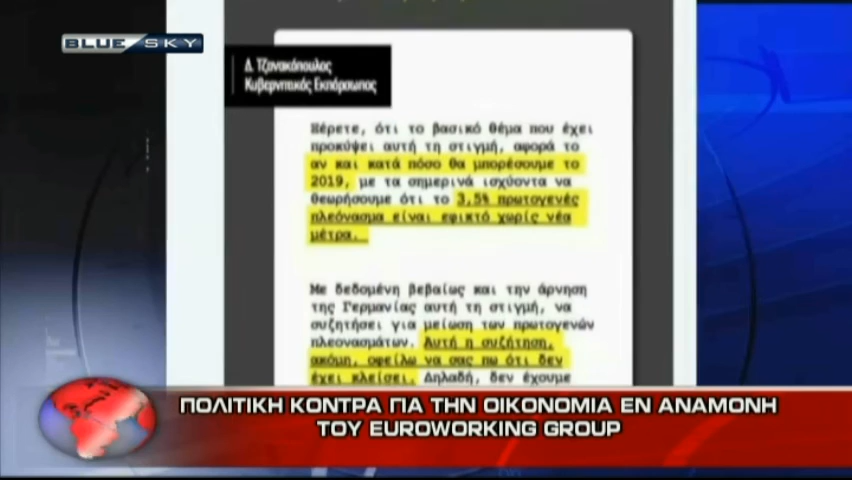 BLUE SKY
Δ. Τζανακόπουλος
Κυβερνητικός Εκπρόσωπος
Ξέρετε, ότι το βασικό θέμα που έχει
προκύψει αυτή τη στιγμή, αφορά το
αν και κατά πόσο θα μπορέσουμε το
2019, με τα σημερινά ισχύοντα να
θεωρήσουμε ότι το 3,5% πρωτογενές
πλεόνασμα είναι εφικτό χωρίς νέα
μέτρα.
Με δεδομένη βεβαίως και την άρνηση
της Γερμανίας αυτή τη στιγμή, να
συζητήσει για μείωση των πρωτογενών
πλεονασμάτων. Αυτή η συζήτηση,
ακόμη, οφείλω να σας πω ότι δεν
έχει κλείσει. Δηλαδή, δεν έχουμε
ΠΟΛΙΤΙΚΗ ΚΟΝΤΡΑ ΓΙΑ ΤΗΝ ΟΙΚΟΝΟΜΙΑ ΕΝ ΑΝΑΜΟΝΗ
ΤΟΥ EUROWORKING GROUP